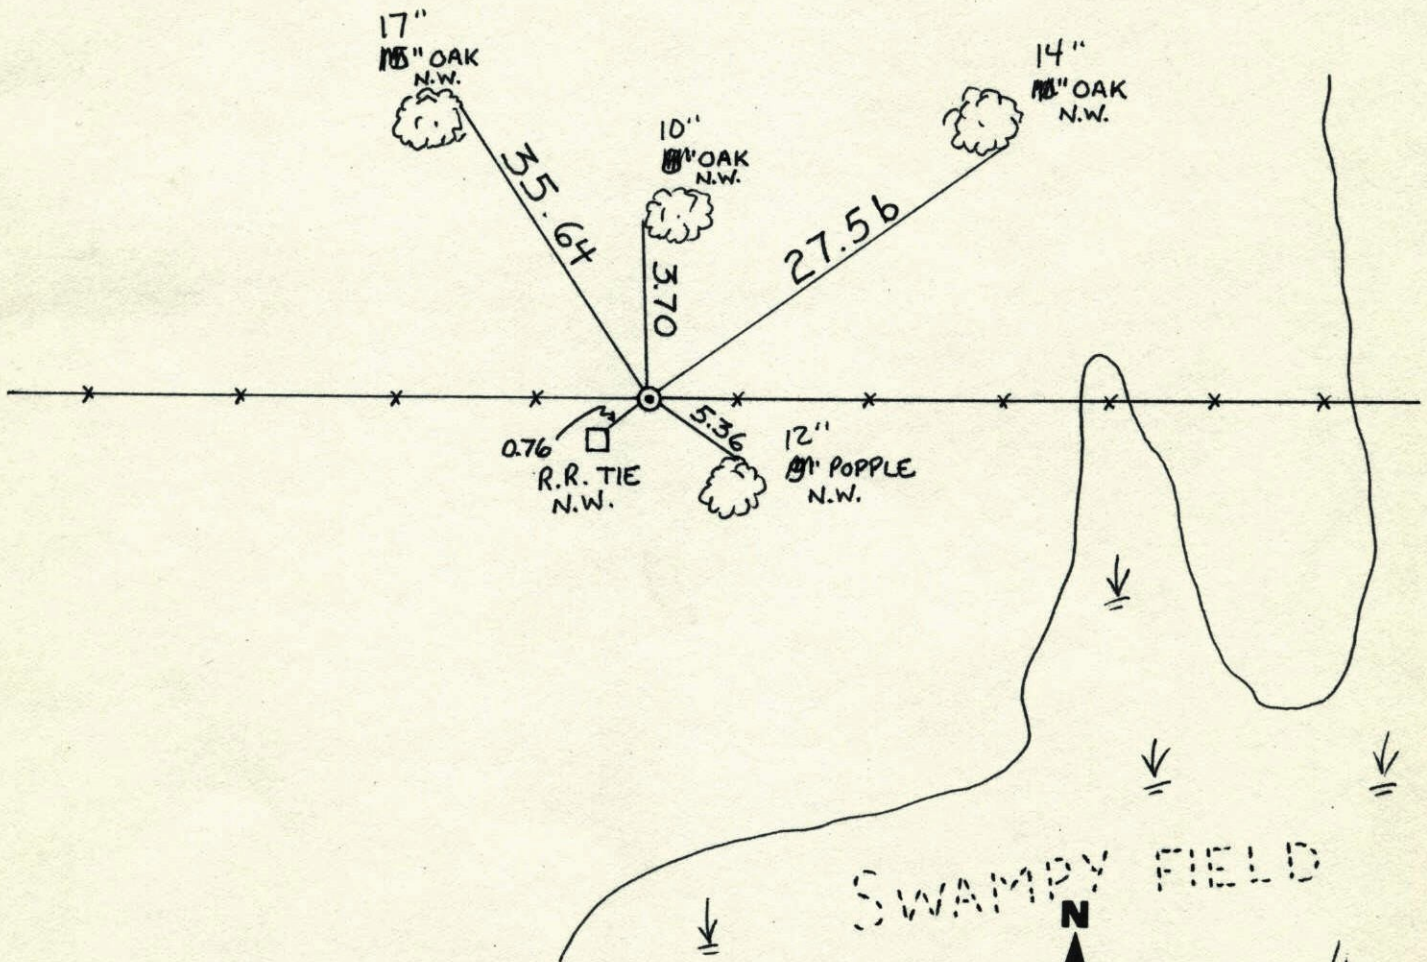 17"
" OAK
N.W.
14"
" OAK
N.W.
10"
" OAK
N.W.
35.64
3.70
27.56
0.76
5.36
12"
" POPPLE
N.W.
R.R. TIE
N.W.
SWAMPY FIELD
N